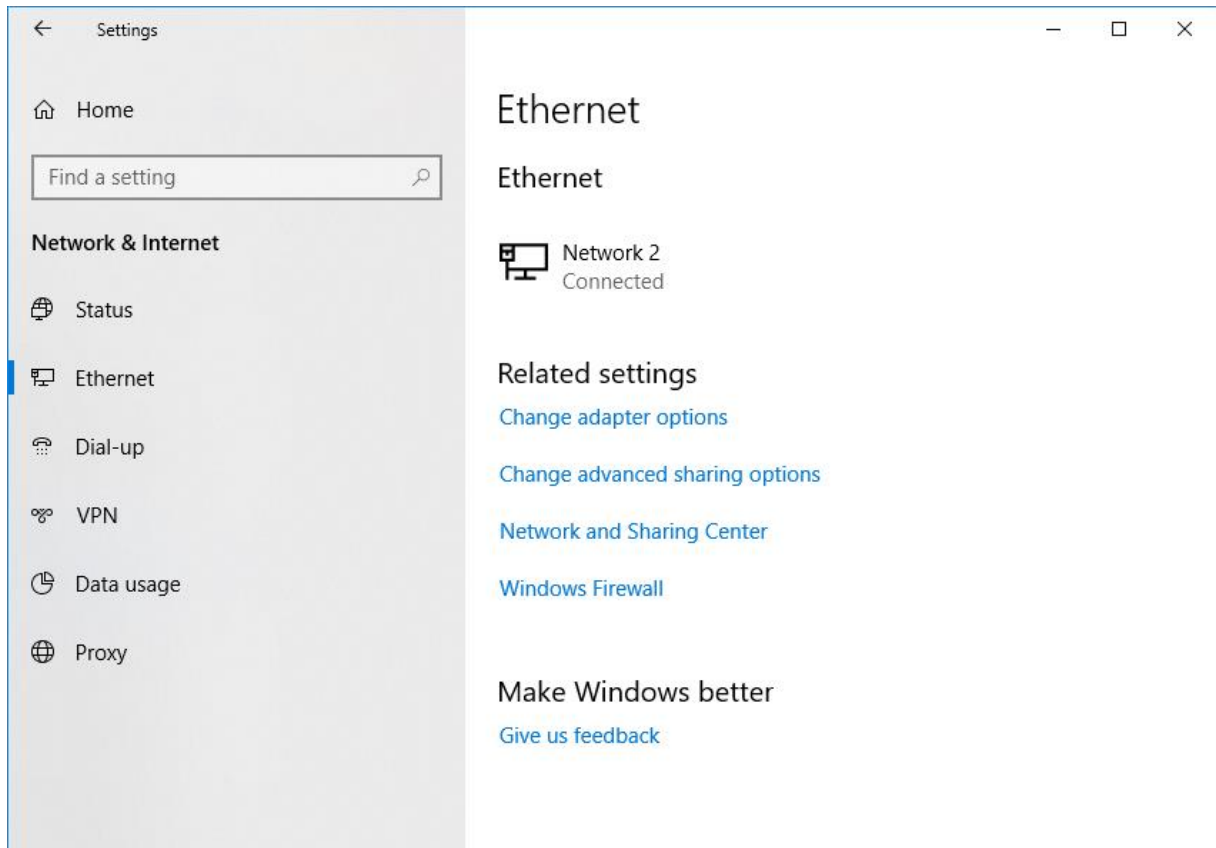 Settings
Home
Find a setting
Network & Internet
Status
Ethernet
Dial-up
VPN
Data usage
Proxy
Ethernet
Ethernet
Network 2
Connected
Related settings
Change adapter options
Change advanced sharing options
Network and Sharing Center
Windows Firewall
Make Windows better
Give us feedback